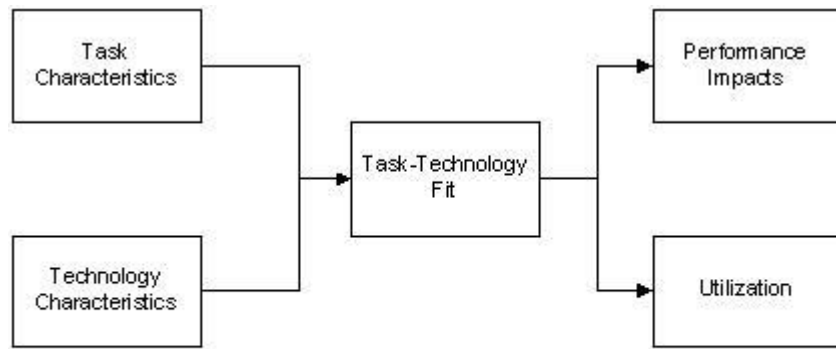 Task
Characteristics
Performance
Impacts
Task-Technology
Fit
Technology
Characteristics
Utilization